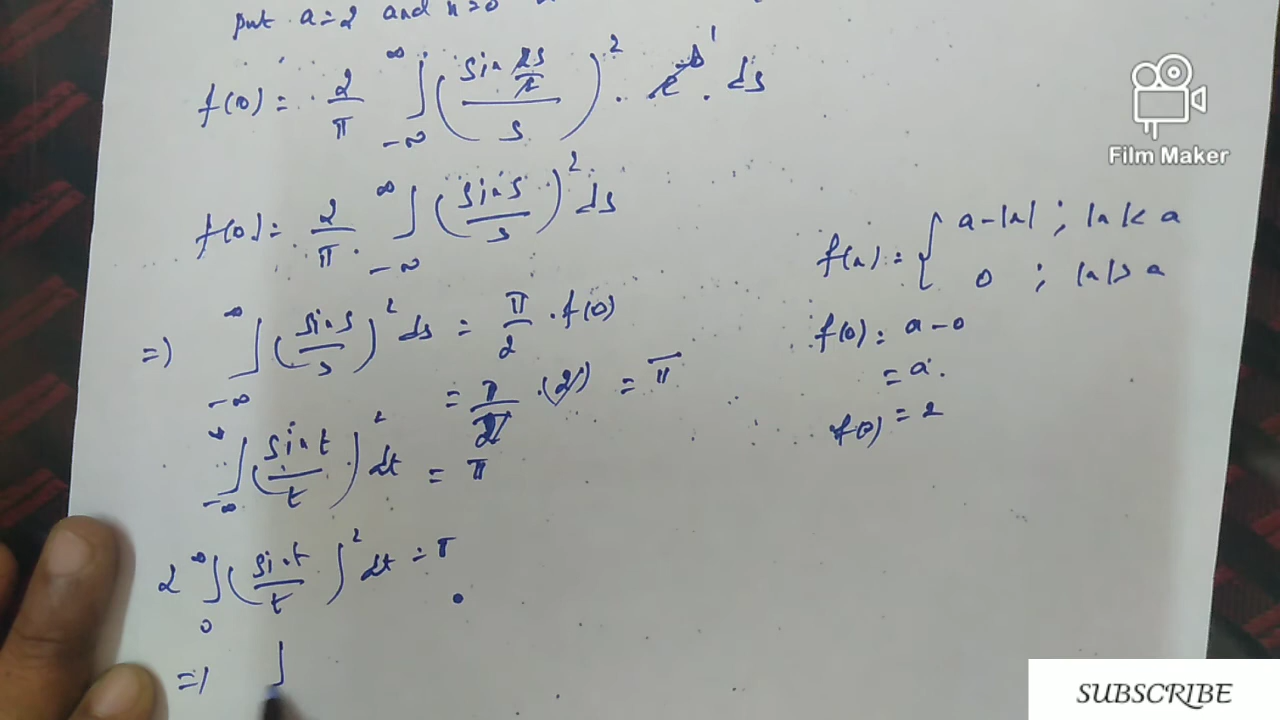 put a=2 and x=0
f(0) = 2/π ∫_{-∞}^{∞} (sin 2s/2 / s)^2 . e^{-0} 1 . ds
f(0) = 2/π . ∫_{-∞}^{∞} (sin s / s)^2 ds
=) ∫_{-∞}^{∞} (sin s / s)^2 ds = π/2 . f(0)
= π/2 . (2) = π
∫_{-∞}^{∞} (sin t / t)^2 dt = π
2 ∫_{0}^{∞} (sin t / t)^2 dt = π
=) ∫
f(x) = { a-|x| ; |x|< a
0 ; |x|> a
f(0) = a-0
= a.
f(0) = 2
Film Maker
SUBSCRIBE